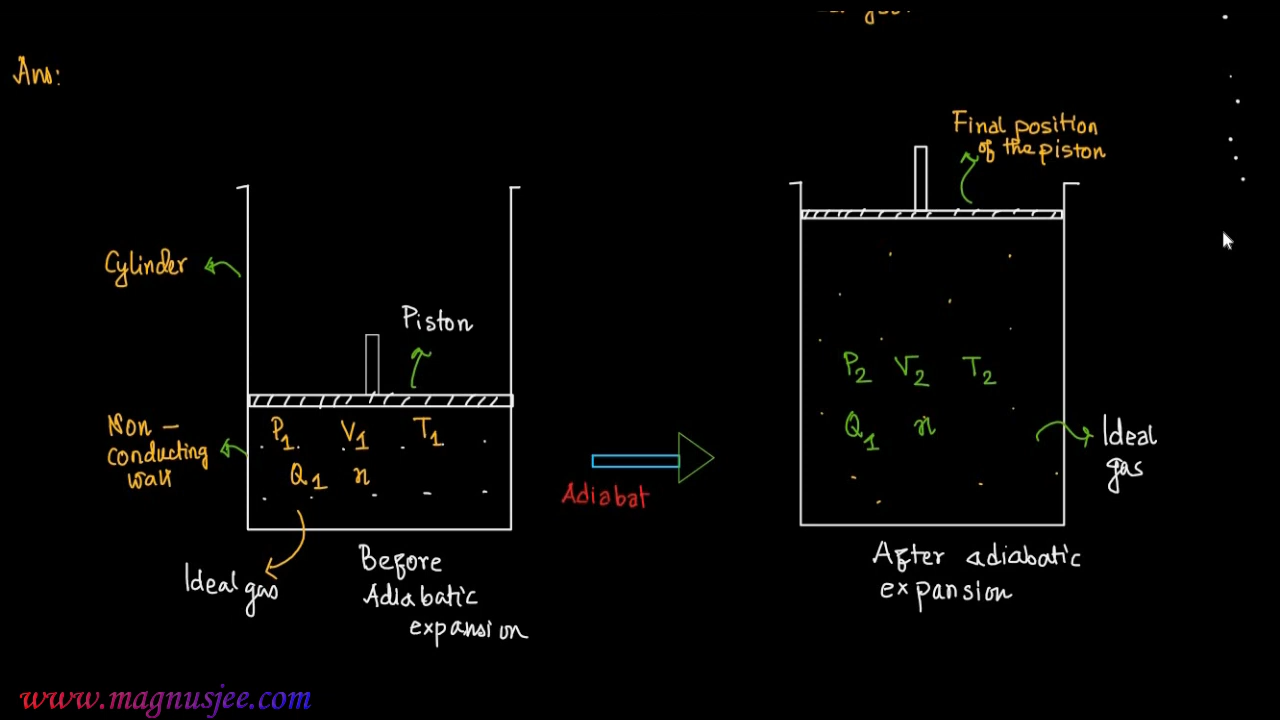 Ans:
Final position
of the piston
Cylinder
Piston
Non -
conducting
wall
P1 V1 T1
Q1 n
Ideal gas
Before
Adiabatic
expansion
Adiabat
P2 V2 T2
Q1 n
Ideal
gas
After adiabatic
expansion
www.magnusjee.com